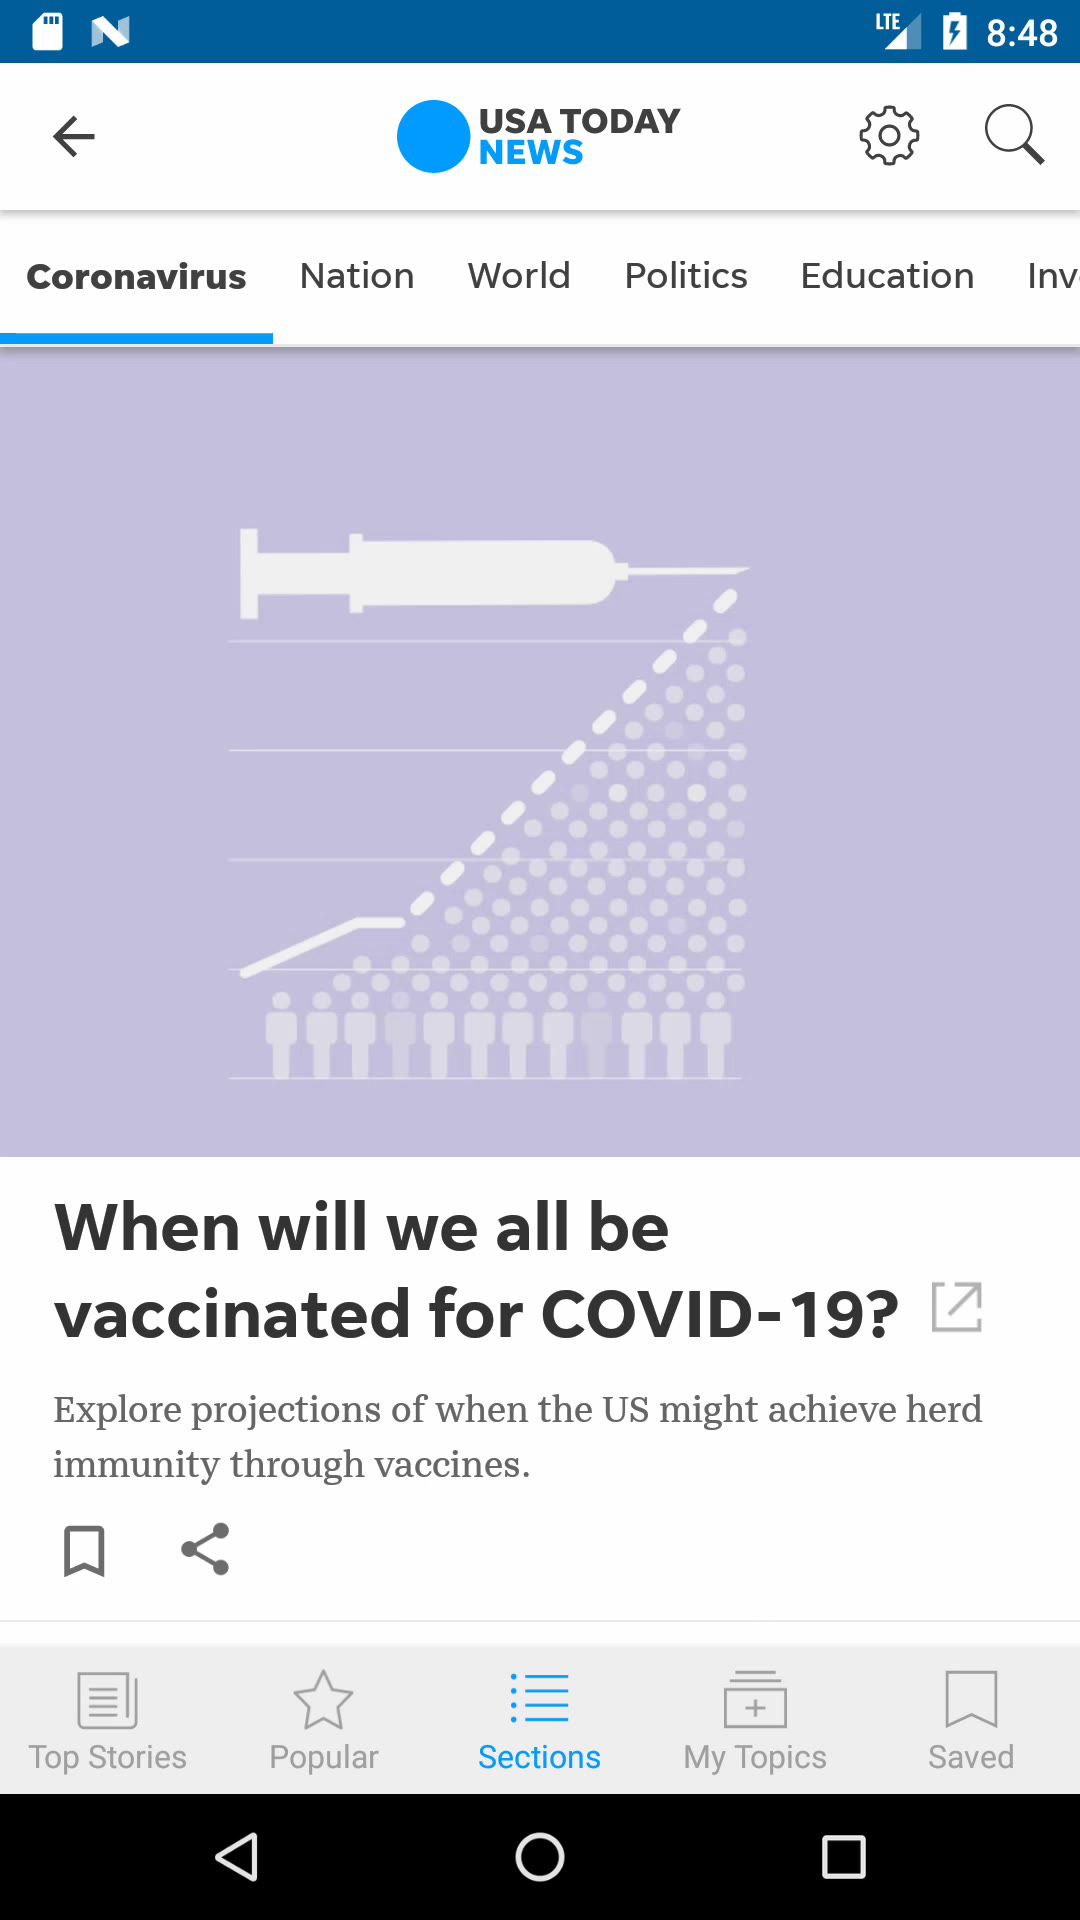 LTE 8:48
USA TODAY
NEWS
Coronavirus Nation World Politics Education Inv
When will we all be
vaccinated for COVID-19?
Explore projections of when the US might achieve herd
immunity through vaccines.
Top Stories Popular Sections My Topics Saved